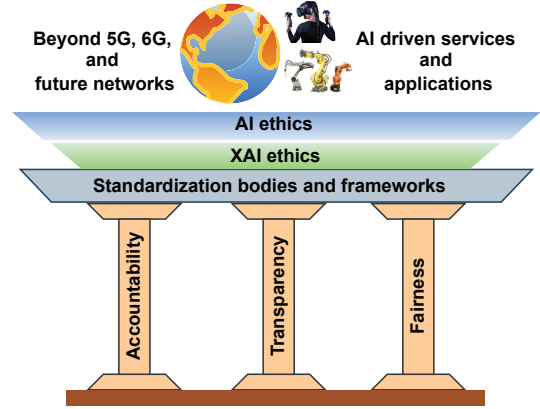 Beyond 5G, 6G,
and
future networks
AI driven services
and
applications
AI ethics
XAI ethics
Standardization bodies and frameworks
Accountability
Transparency
Fairness